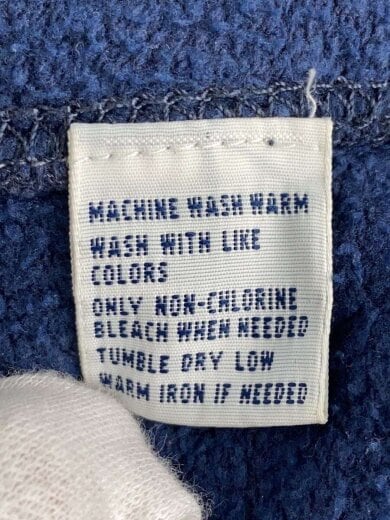 MACHINE WASH WARM
WASH WITH LIKE
COLORS
ONLY NON-CHLORINE
BLEACH WHEN NEEDED
TUMBLE DRY LOW
WARM IRON IF NEEDED